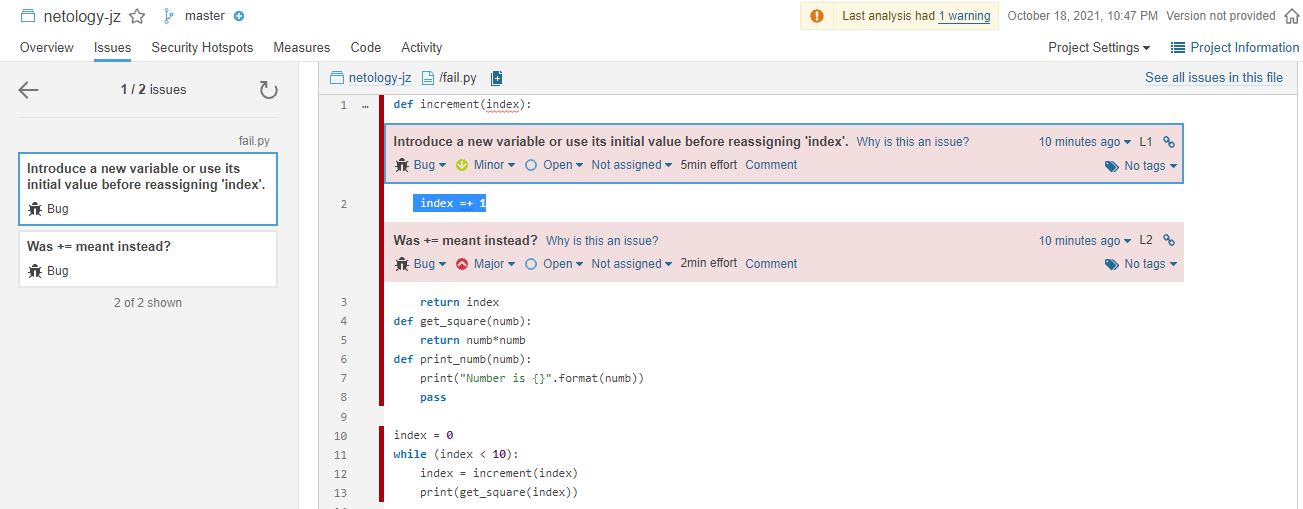 netology-jz master Last analysis had 1 warning October 18, 2021, 10:47 PM Version not provided
Overview Issues Security Hotspots Measures Code Activity Project Settings Project Information
1 / 2 issues
fail.py
Introduce a new variable or use its
initial value before reassigning 'index'.
Bug
Was += meant instead?
Bug
2 of 2 shown
netology-jz /fail.py See all issues in this file
1 … def increment(index):
Introduce a new variable or use its initial value before reassigning 'index'. Why is this an issue? 10 minutes ago L1
Bug Minor Open Not assigned 5min effort Comment No tags
2 index =+ 1
Was += meant instead? Why is this an issue? 10 minutes ago L2
Bug Major Open Not assigned 2min effort Comment No tags
3 return index
4 def get_square(numb):
5 return numb*numb
6 def print_numb(numb):
7 print("Number is {}".format(numb))
8 pass
9
10 index = 0
11 while (index < 10):
12 index = increment(index)
13 print(get_square(index))